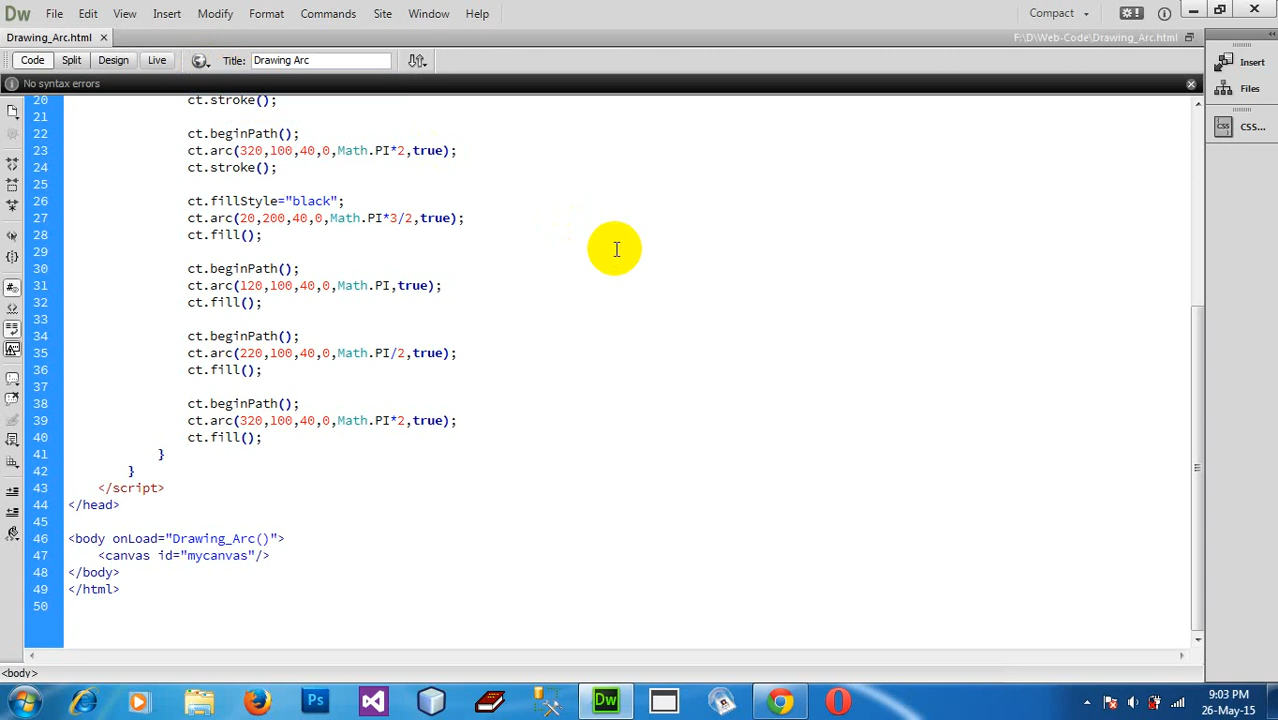 Dw File Edit View Insert Modify Format Commands Site Window Help Compact
Drawing_Arc.html × F:\D\Web-Code\Drawing_Arc.html
Code Split Design Live Title: Drawing Arc Insert
No syntax errors Files
20 ct.stroke();
21 CSS CSS...
22 ct.beginPath();
23 ct.arc(320,100,40,0,Math.PI*2,true);
24 ct.stroke();
25
26 ct.fillStyle="black";
27 ct.arc(20,200,40,0,Math.PI*3/2,true);
28 ct.fill();
29
30 ct.beginPath();
31 ct.arc(120,100,40,0,Math.PI,true);
32 ct.fill();
33
34 ct.beginPath();
35 ct.arc(220,100,40,0,Math.PI/2,true);
36 ct.fill();
37
38 ct.beginPath();
39 ct.arc(320,100,40,0,Math.PI*2,true);
40 ct.fill();
41 }
42 }
43 </script>
44 </head>
45
46 <body onLoad="Drawing_Arc()">
47 <canvas id="mycanvas"/>
48 </body>
49 </html>
50
<body>
Ps Dw 9:03 PM
26-May-15